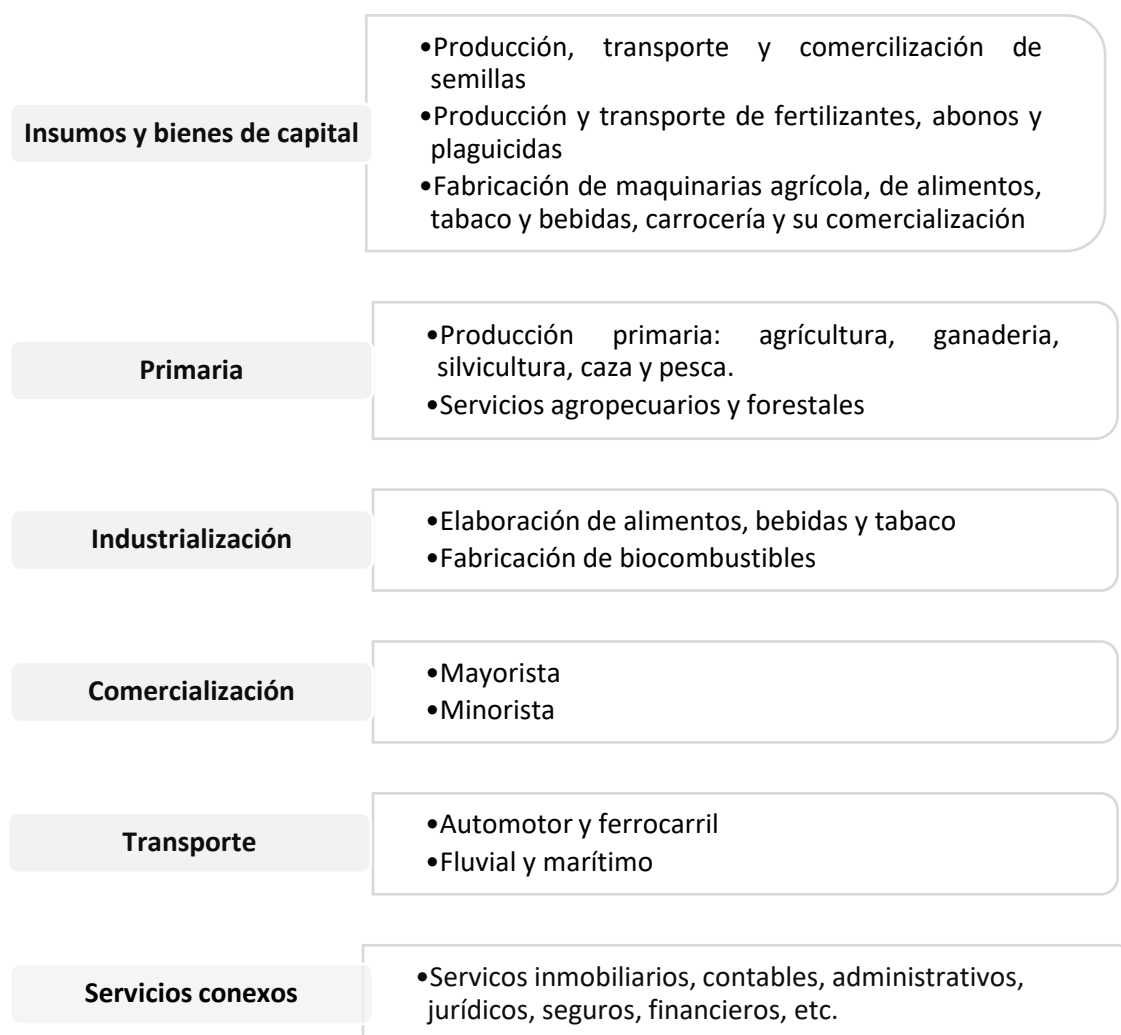 Insumos y bienes de capital
•Producción, transporte y comercilización de
semillas
•Producción y transporte de fertilizantes, abonos y
plaguicidas
•Fabricación de maquinarias agrícola, de alimentos,
tabaco y bebidas, carrocería y su comercialización
Primaria
•Producción primaria: agrícultura, ganaderia,
silvicultura, caza y pesca.
•Servicios agropecuarios y forestales
Industrialización
•Elaboración de alimentos, bebidas y tabaco
•Fabricación de biocombustibles
Comercialización
•Mayorista
•Minorista
Transporte
•Automotor y ferrocarril
•Fluvial y marítimo
Servicios conexos
•Servicos inmobiliarios, contables, administrativos,
jurídicos, seguros, financieros, etc.